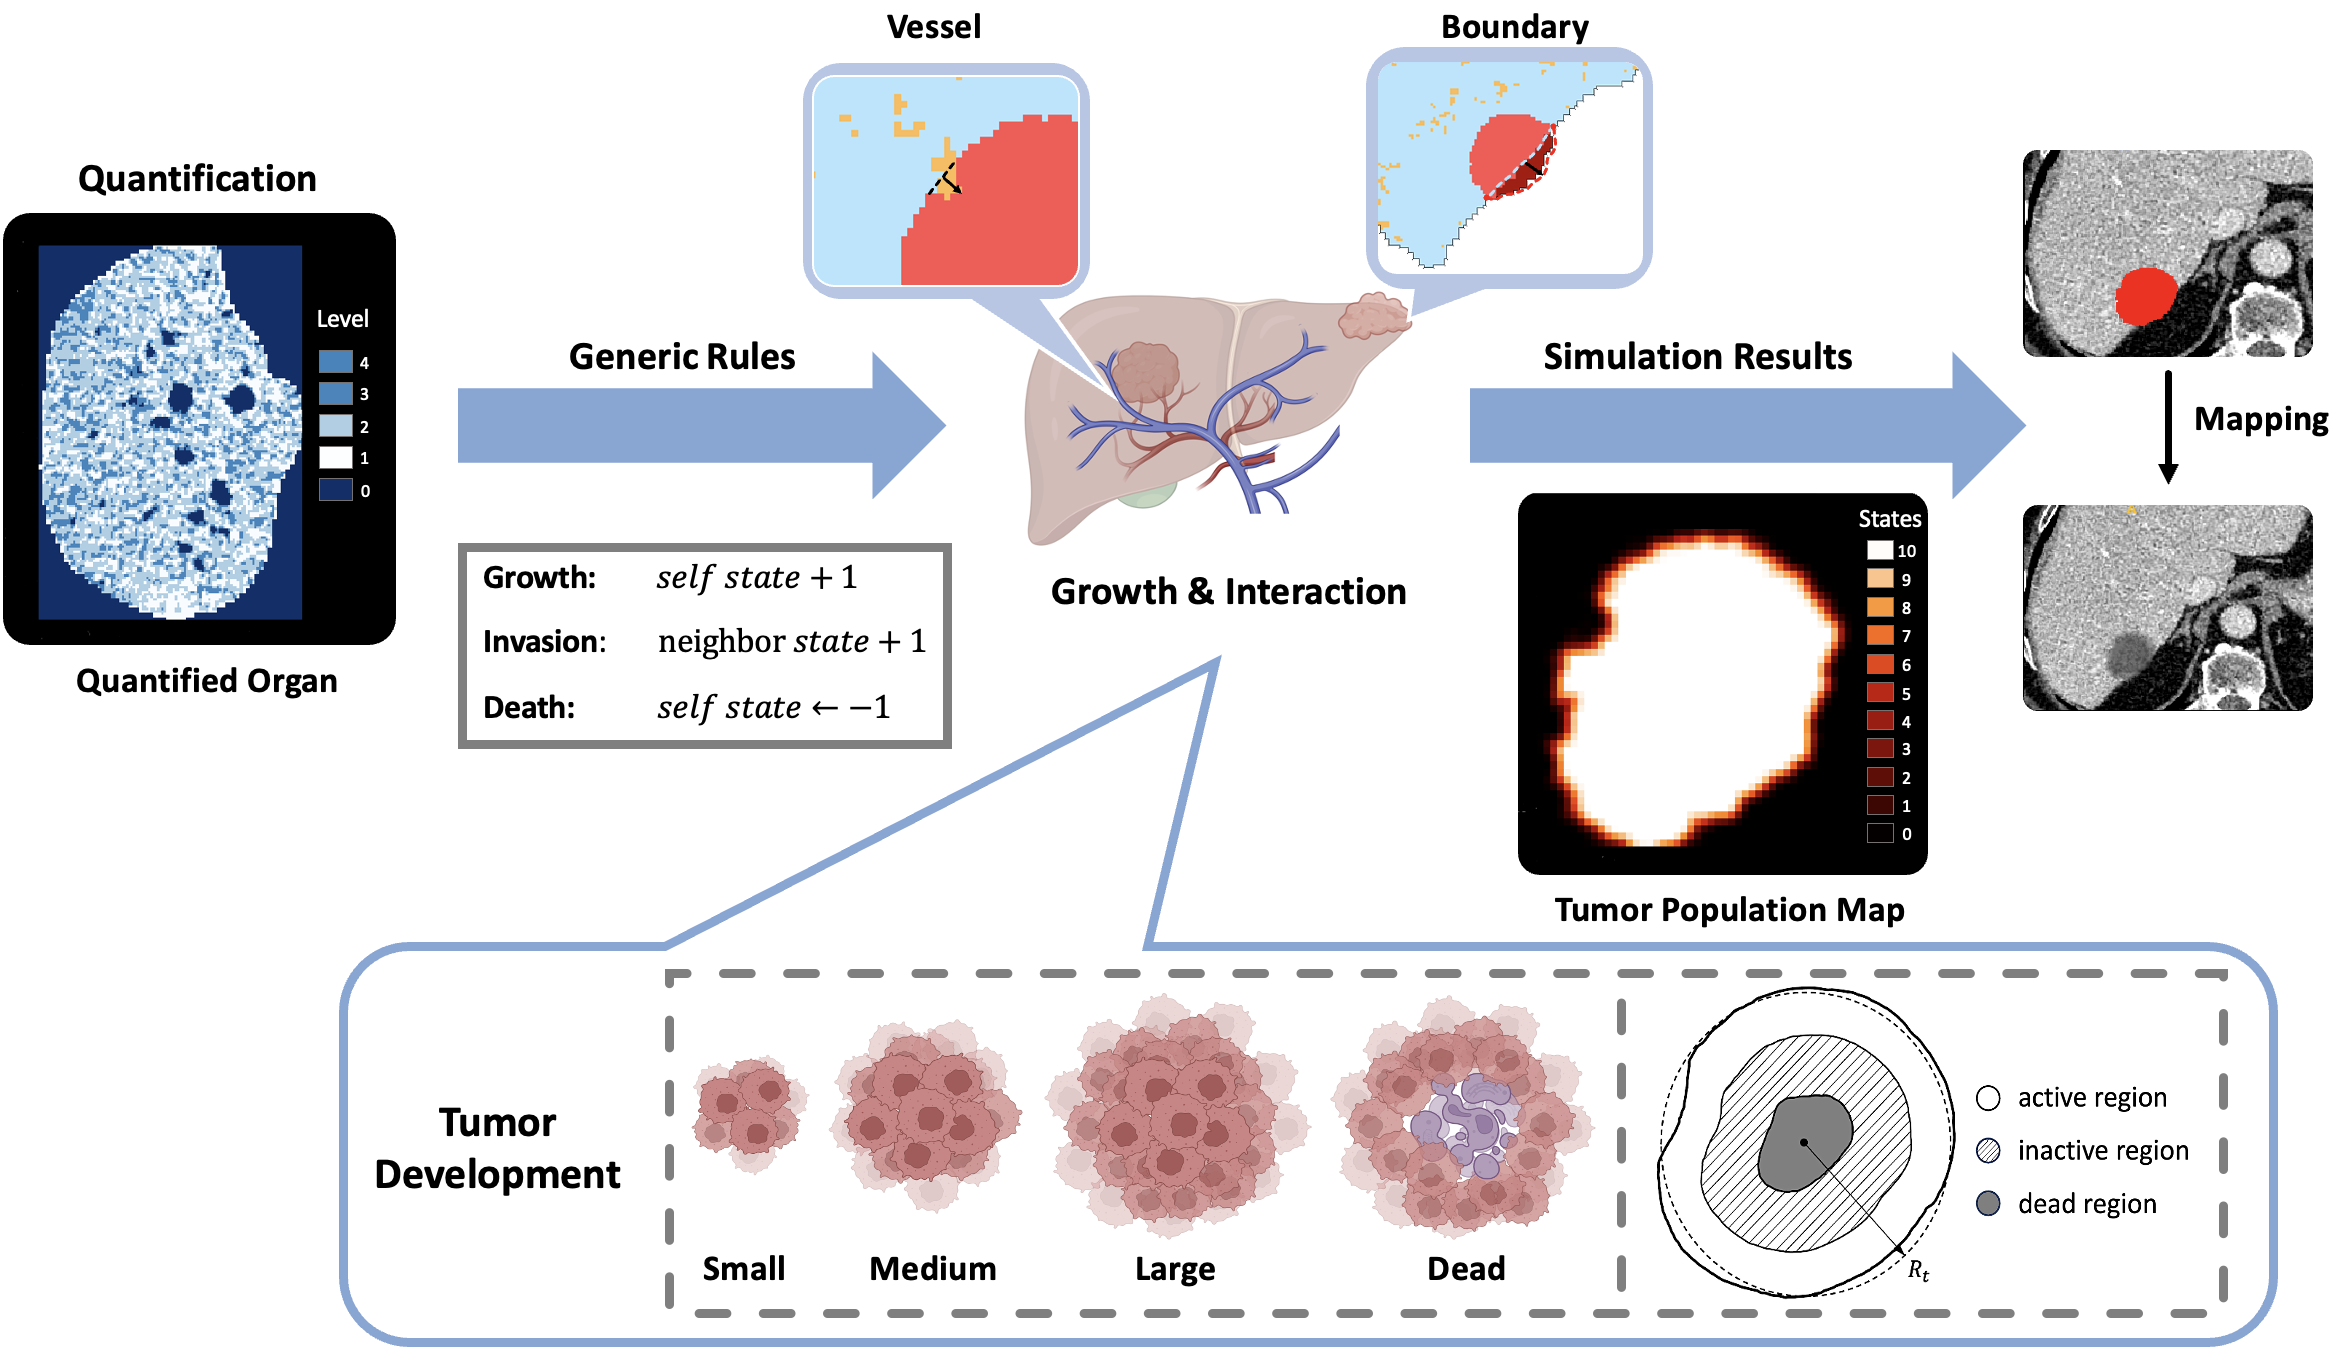 Vessel
Boundary
Quantification
Level
4
3
2
1
0
Quantified Organ
Generic Rules
Growth: self state + 1
Invasion: neighbor state + 1
Death: self state ← −1
Growth & Interaction
Simulation Results
Mapping
States
10
9
8
7
6
5
4
3
2
1
0
Tumor Population Map
Tumor
Development
Small
Medium
Large
Dead
active region
inactive region
dead region
Rt